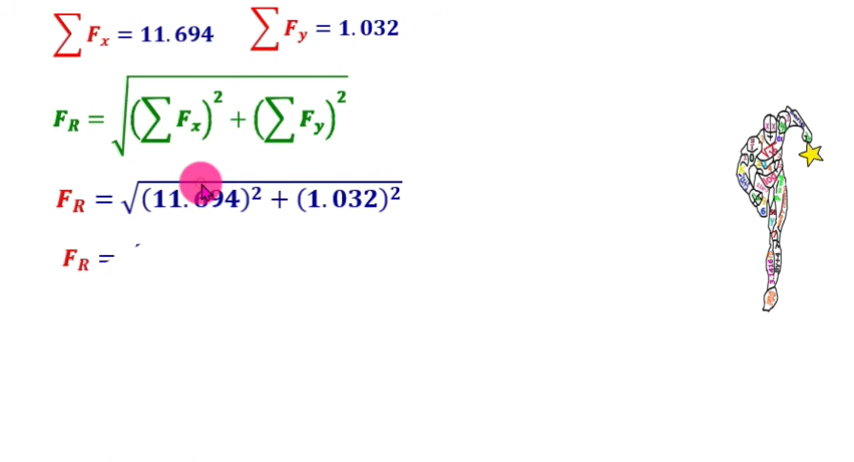 ∑ Fx = 11.694 ∑ Fy = 1.032
FR = √(∑ Fx)² + (∑ Fy)²
FR = √(11.694)² + (1.032)²
FR =